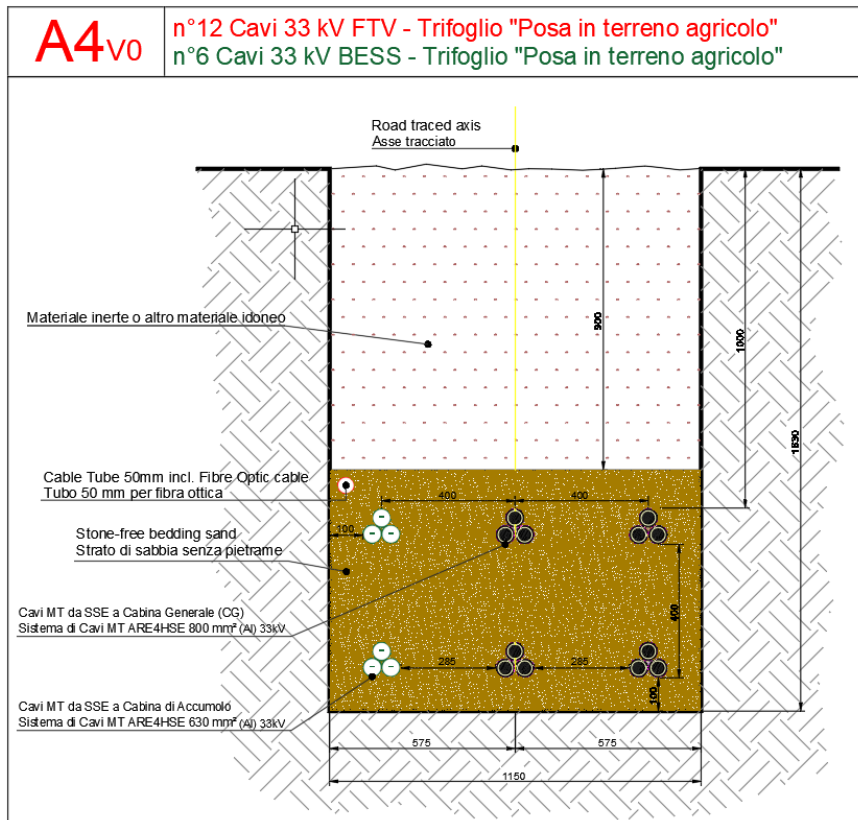 A4V0
n°12 Cavi 33 kV FTV - Trifoglio "Posa in terreno agricolo"
n°6 Cavi 33 kV BESS - Trifoglio "Posa in terreno agricolo"
Road traced axis
Asse tracciato
Materiale inerte o altro materiale idoneo
900
1000
1830
Cable Tube 50mm incl. Fibre Optic cable
Tubo 50 mm per fibra ottica
400
400
100
Stone-free bedding sand
Strato di sabbia senza pietrame
400
Cavi MT da SSE a Cabina Generale (CG)
Sistema di Cavi MT ARE4HSE 800 mm² (Al) 33kV
285
285
100
Cavi MT da SSE a Cabina di Accumolo
Sistema di Cavi MT ARE4HSE 630 mm² (Al) 33kV
575
575
1150